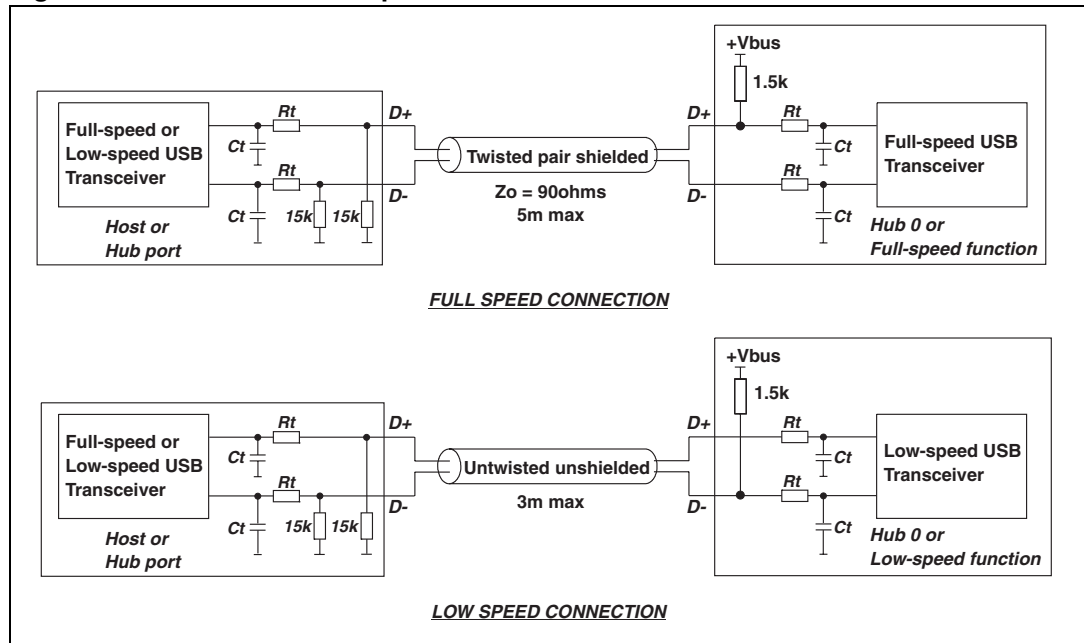 +Vbus
1.5k
D+
Rt
Rt
D+
Full-speed or
Low-speed USB
Transceiver
Ct
Rt
Twisted pair shielded
Ct
Rt
Full-speed USB
Transceiver
D-
D-
Zo = 90ohms
5m max
Ct
15k
15k
Ct
Host or
Hub port
Hub 0 or
Full-speed function
FULL SPEED CONNECTION
+Vbus
1.5k
D+
Rt
Rt
D+
Full-speed or
Low-speed USB
Transceiver
Ct
Rt
Untwisted unshielded
Ct
Rt
Low-speed USB
Transceiver
D-
D-
3m max
Ct
15k
15k
Ct
Host or
Hub port
Hub 0 or
Low-speed function
LOW SPEED CONNECTION